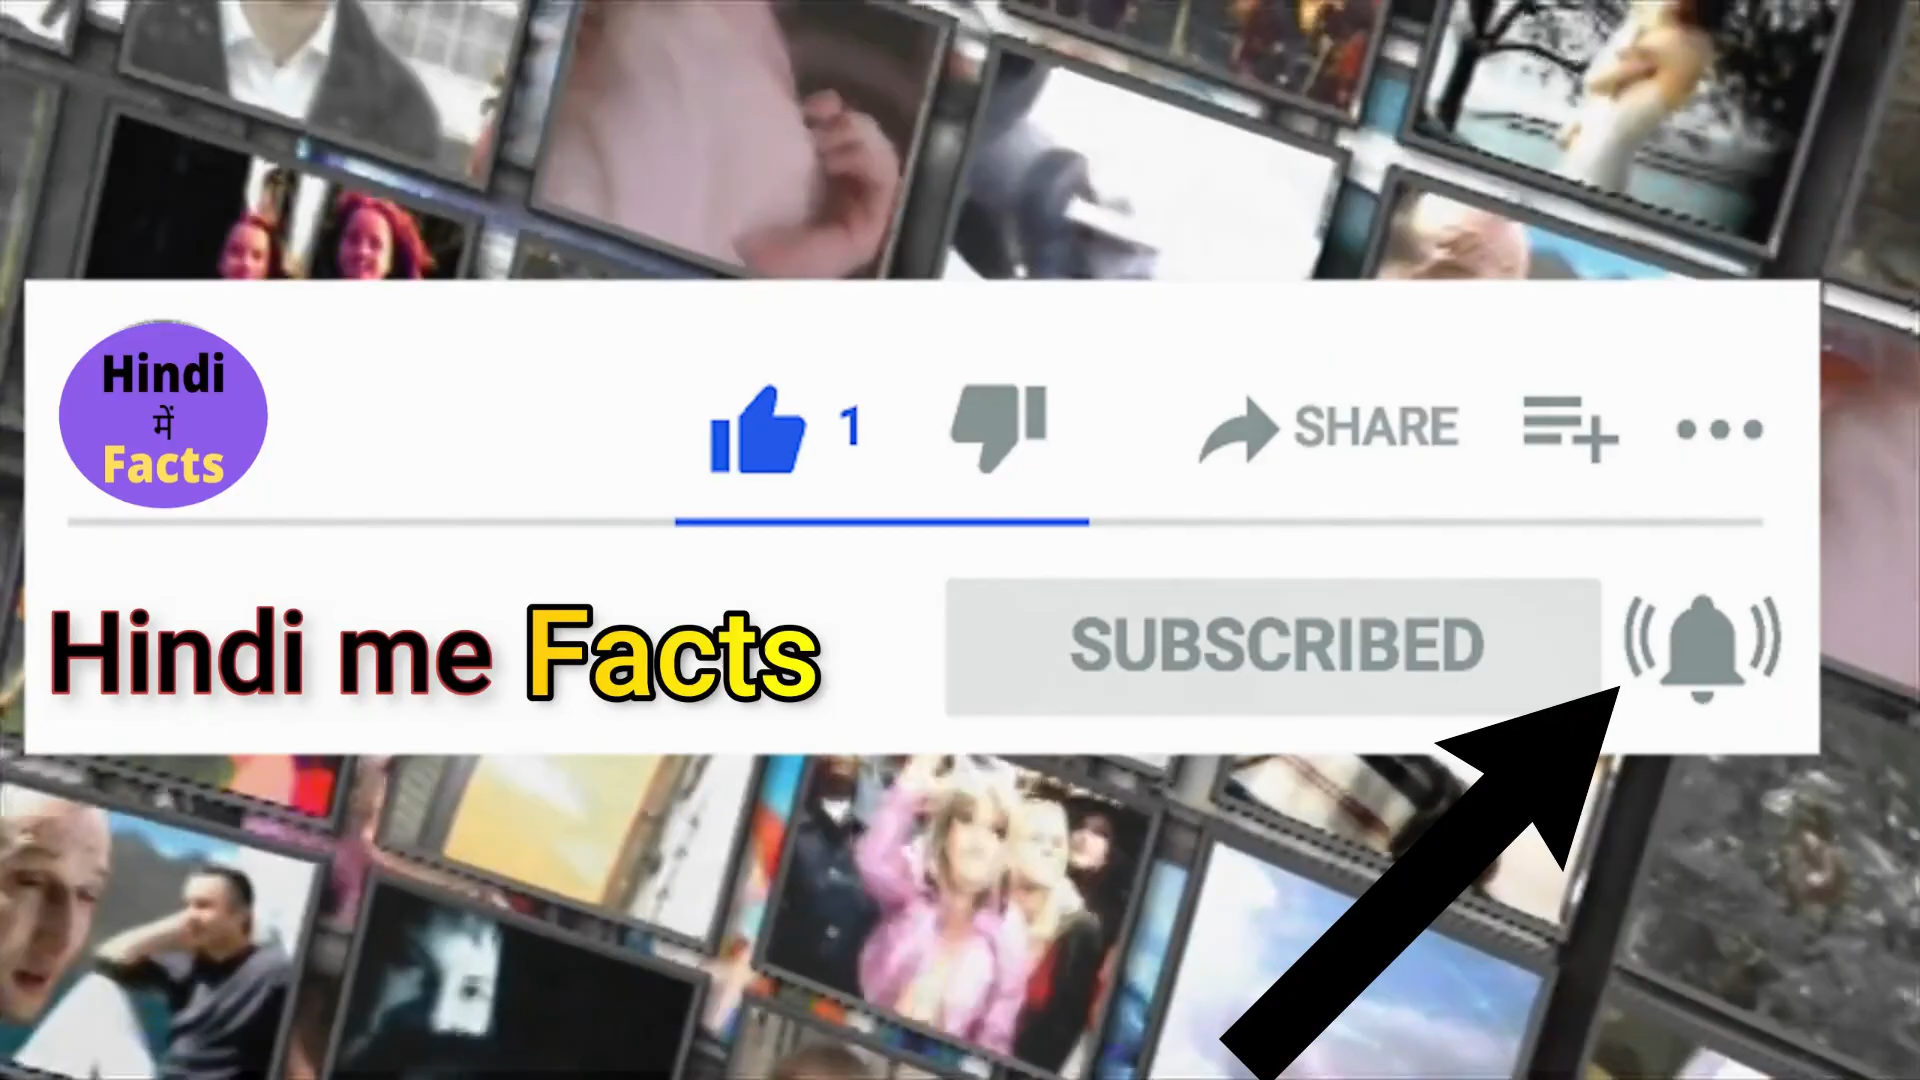 Hindi
में
Facts
1
SHARE
Hindi me Facts
SUBSCRIBED